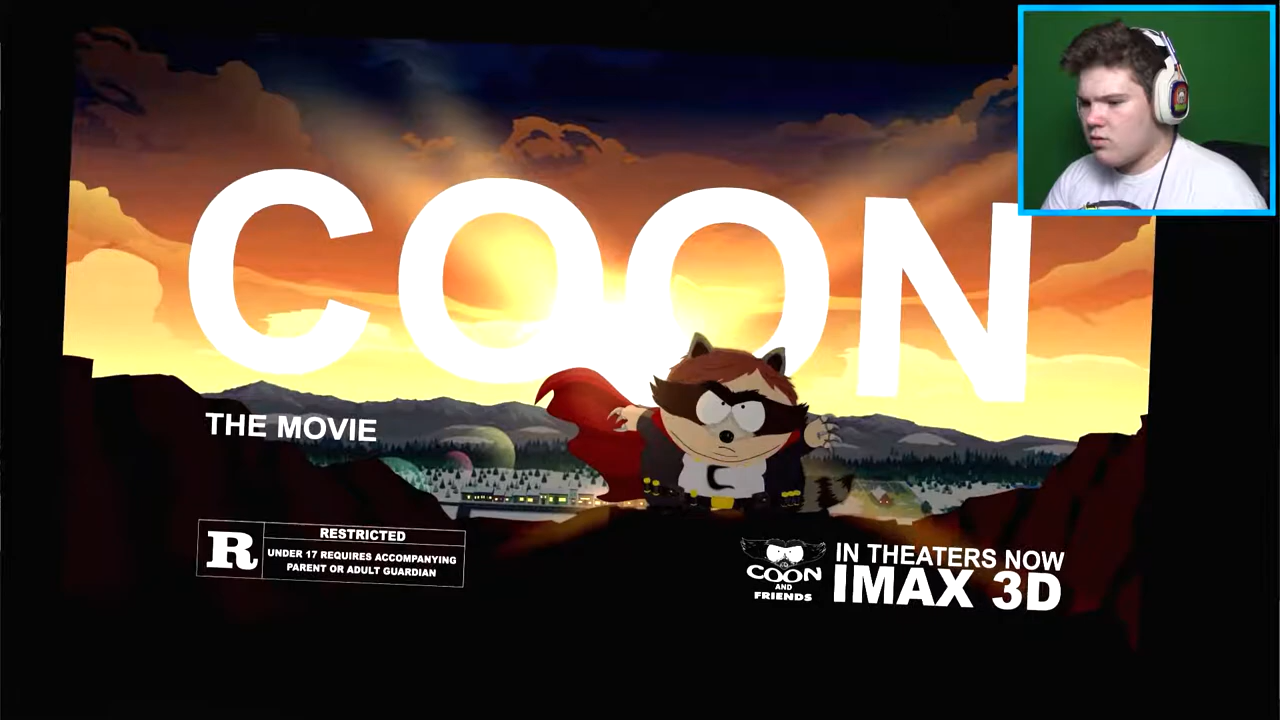 COON
THE MOVIE
R
RESTRICTED
UNDER 17 REQUIRES ACCOMPANYING
PARENT OR ADULT GUARDIAN
C
COON
AND
FRIENDS
IN THEATERS NOW
IMAX 3D